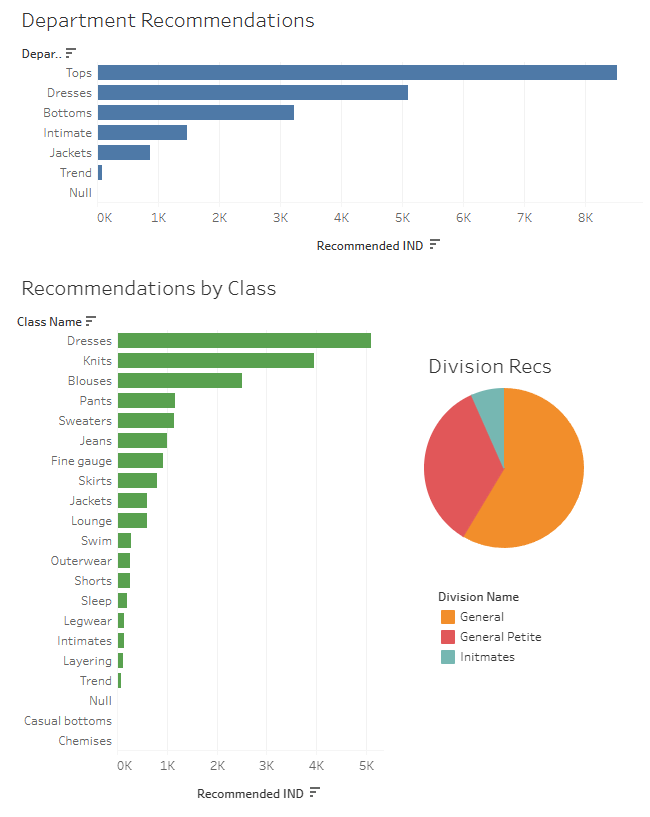 Department Recommendations
Depar..
Tops
Dresses
Bottoms
Intimate
Jackets
Trend
Null
0K 1K 2K 3K 4K 5K 6K 7K 8K
Recommended IND
Recommendations by Class
Class Name
Dresses
Knits
Blouses
Pants
Sweaters
Jeans
Fine gauge
Skirts
Jackets
Lounge
Swim
Outerwear
Shorts
Sleep
Legwear
Intimates
Layering
Trend
Null
Casual bottoms
Chemises
0K 1K 2K 3K 4K 5K
Recommended IND
Division Recs
Division Name
General
General Petite
Initmates